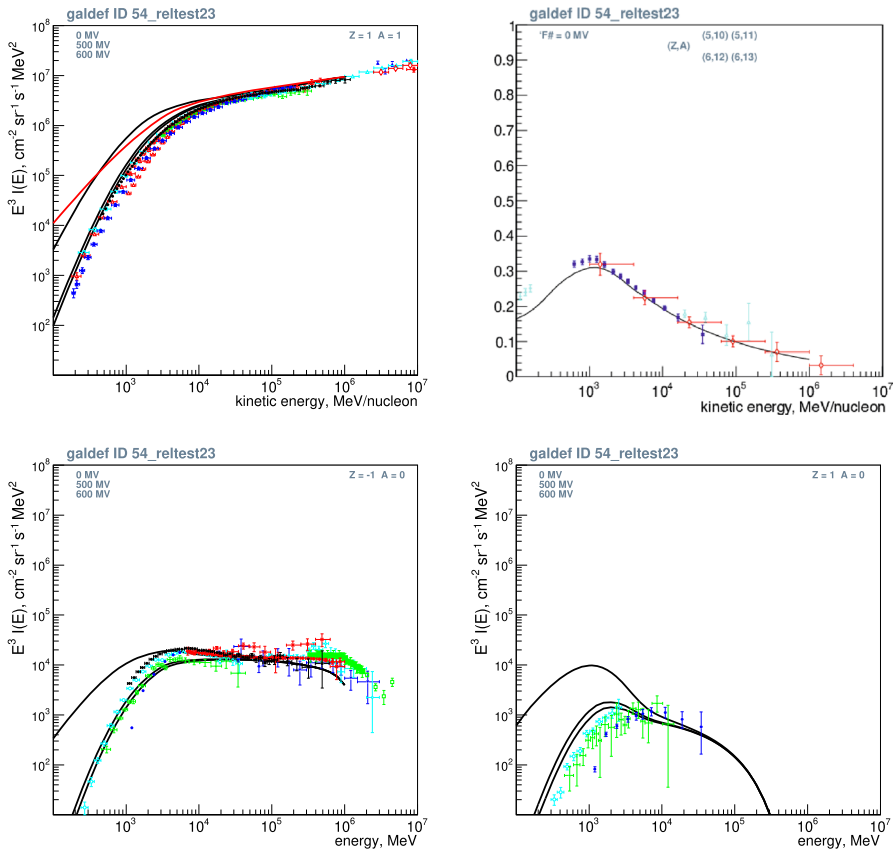 galdef ID 54_reltest23
0 MV
500 MV
600 MV
Z = 1 A = 1
E³ I(E), cm⁻² sr⁻¹ s⁻¹ MeV²
10⁸
10⁷
10⁶
10⁵
10⁴
10³
10²
10³ 10⁴ 10⁵ 10⁶ 10⁷
kinetic energy, MeV/nucleon
galdef ID 54_reltest23
'F# = 0 MV
(Z,A)
(5,10) (5,11)
(6,12) (6,13)
1
0.9
0.8
0.7
0.6
0.5
0.4
0.3
0.2
0.1
0
10³ 10⁴ 10⁵ 10⁶ 10⁷
kinetic energy, MeV/nucleon
galdef ID 54_reltest23
0 MV
500 MV
600 MV
Z = -1 A = 0
E³ I(E), cm⁻² sr⁻¹ s⁻¹ MeV²
10⁸
10⁷
10⁶
10⁵
10⁴
10³
10²
10³ 10⁴ 10⁵ 10⁶ 10⁷
energy, MeV
galdef ID 54_reltest23
0 MV
500 MV
600 MV
Z = 1 A = 0
E³ I(E), cm⁻² sr⁻¹ s⁻¹ MeV²
10⁸
10⁷
10⁶
10⁵
10⁴
10³
10²
10³ 10⁴ 10⁵ 10⁶ 10⁷
energy, MeV